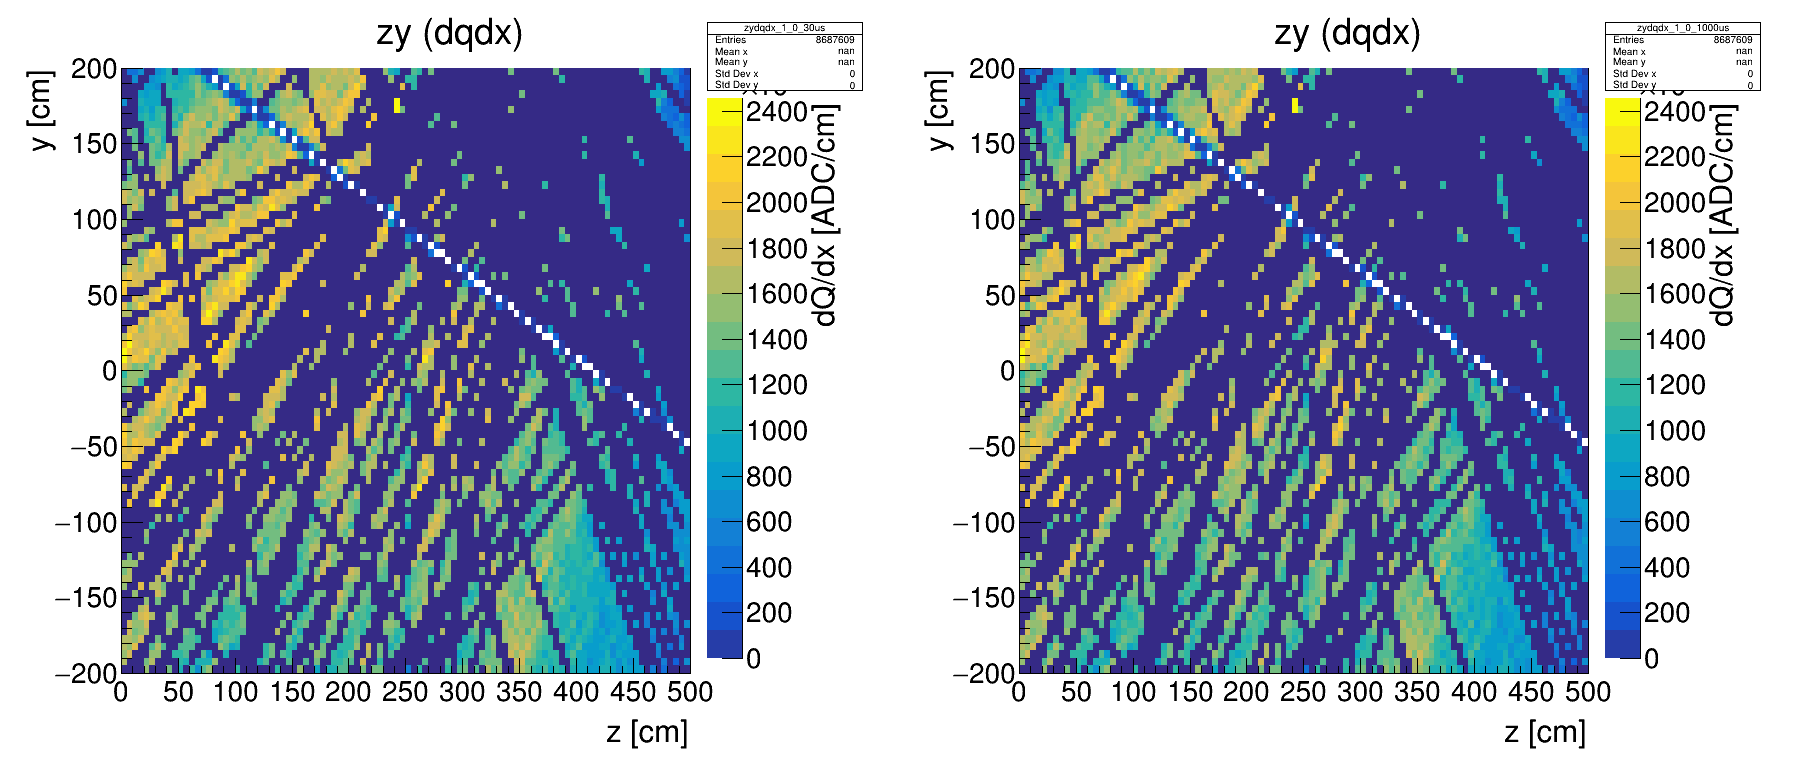 zy (dqdx)
zydqdx_1_0_30us
Entries 8687609
Mean x nan
Mean y nan
Std Dev x 0
Std Dev y 0
y [cm]
200
150
100
50
0
−50
−100
−150
−200
0 50 100 150 200 250 300 350 400 450 500
z [cm]
2400
2200
2000
1800
1600
1400
1200
1000
800
600
400
200
0
dQ/dx [ADC/cm]
zy (dqdx)
zydqdx_1_0_1000us
Entries 8687609
Mean x nan
Mean y nan
Std Dev x 0
Std Dev y 0
y [cm]
200
150
100
50
0
−50
−100
−150
−200
0 50 100 150 200 250 300 350 400 450 500
z [cm]
2400
2200
2000
1800
1600
1400
1200
1000
800
600
400
200
0
dQ/dx [ADC/cm]